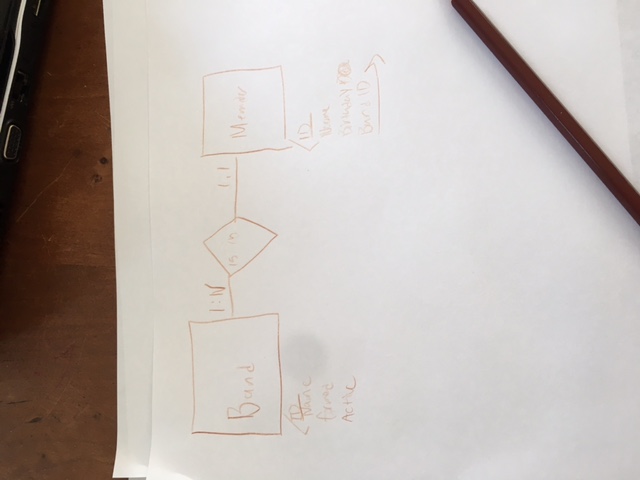 Band
1:N
1:1
Member
ID
Name
Active
ID
Name
Band ID